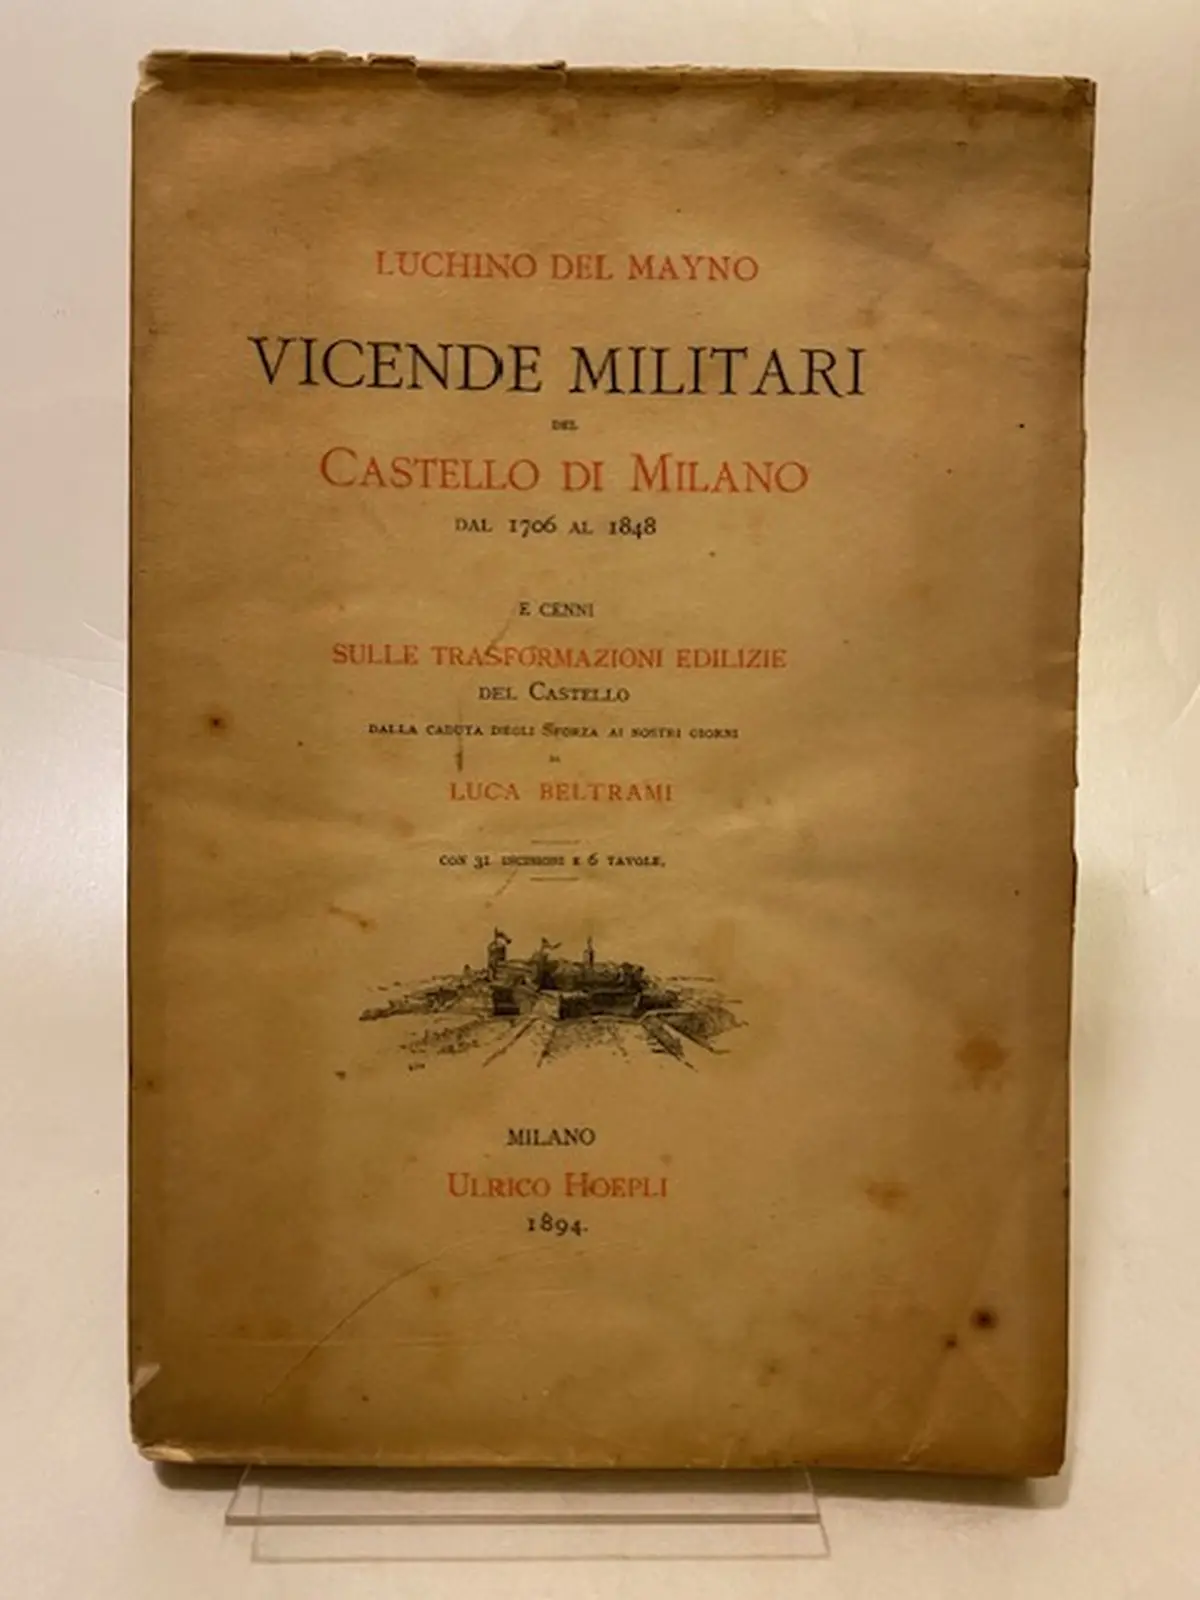 LUCHINO DEL MAYNO
VICENDE MILITARI
DEL
CASTELLO DI MILANO
DAL 1706 AL 1848
E CENNI
SULLE TRASFORMAZIONI EDILIZIE
DEL CASTELLO
DALLA CADUTA DEGLI SFORZA AI NOSTRI GIORNI
DI
LUCA BELTRAMI
CON 31 INCISIONI E 6 TAVOLE.
MILANO
ULRICO HOEPLI
1894.